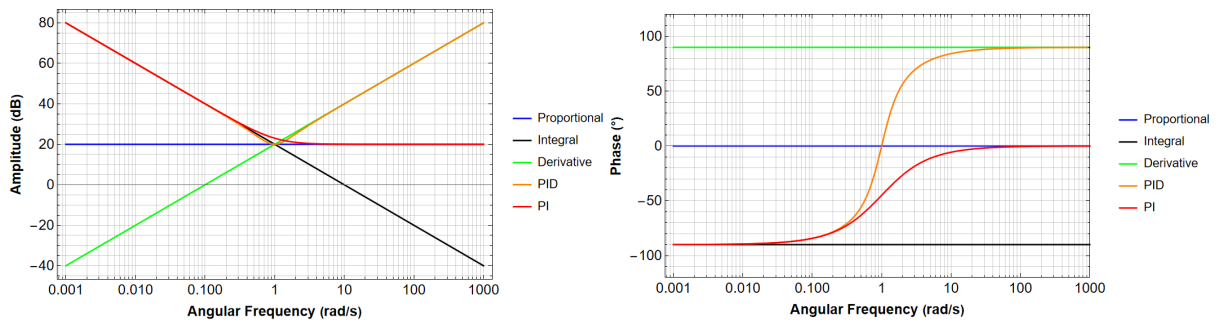 80
60
40
20
0
−20
−40
Amplitude (dB)
0.001 0.010 0.100 1 10 100 1000
Angular Frequency (rad/s)
Proportional
Integral
Derivative
PID
PI
100
50
0
−50
−100
Phase (°)
0.001 0.010 0.100 1 10 100 1000
Angular Frequency (rad/s)
Proportional
Integral
Derivative
PID
PI